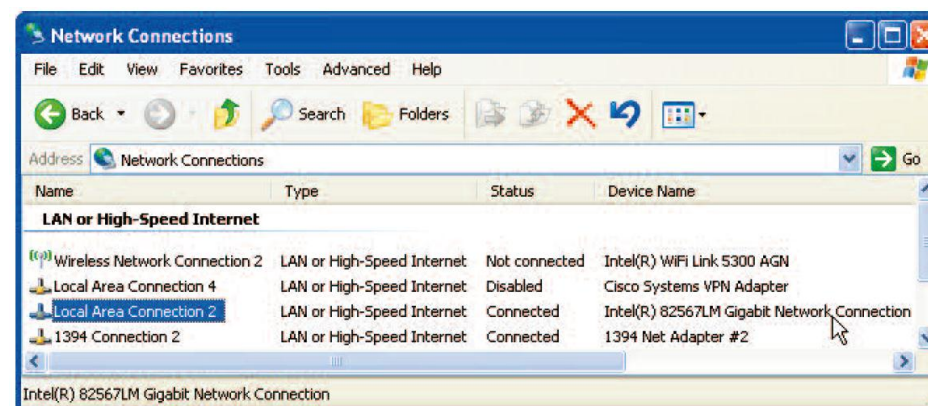 Network Connections
File Edit View Favorites Tools Advanced Help
Back Search Folders
Address Network Connections Go
Name Type Status Device Name
LAN or High-Speed Internet
Wireless Network Connection 2 LAN or High-Speed Internet Not connected Intel(R) WiFi Link 5300 AGN
Local Area Connection 4 LAN or High-Speed Internet Disabled Cisco Systems VPN Adapter
Local Area Connection 2 LAN or High-Speed Internet Connected Intel(R) 82567LM Gigabit Network Connection
1394 Connection 2 LAN or High-Speed Internet Connected 1394 Net Adapter #2
Intel(R) 82567LM Gigabit Network Connection